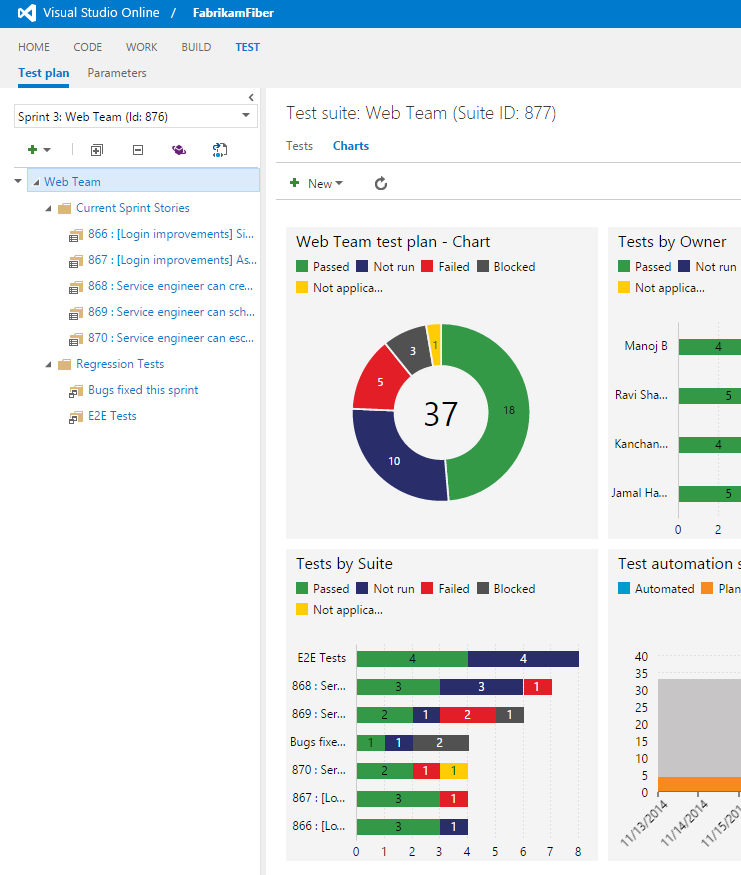 Visual Studio Online / FabrikamFiber
HOME CODE WORK BUILD TEST
Test plan Parameters
Sprint 3: Web Team (Id: 876)
Web Team
Current Sprint Stories
866 : [Login improvements] Si...
867 : [Login improvements] As...
868 : Service engineer can cre...
869 : Service engineer can sch...
870 : Service engineer can esc...
Regression Tests
Bugs fixed this sprint
E2E Tests
Test suite: Web Team (Suite ID: 877)
Tests Charts
New
Web Team test plan - Chart
Passed Not run Failed Blocked
Not applica...
1
3
5
18
37
10
Tests by Owner
Passed Not run
Not applica...
Manoj B 4
Ravi Sha... 5
Kanchan... 4
Jamal Ha... 5
0 2
Tests by Suite
Passed Not run Failed Blocked
Not applica...
E2E Tests 4 4
868 : Ser... 3 3 1
869 : Ser... 2 1 2 1
Bugs fixe... 1 1 2
870 : Ser... 2 1 1
867 : [Lo... 3 1
866 : [Lo... 3 1
0 1 2 3 4 5 6 7 8
Test automation s
Automated Plan
40
35
30
25
20
15
10
5
0
11/13/2014 11/14/2014 11/15/201